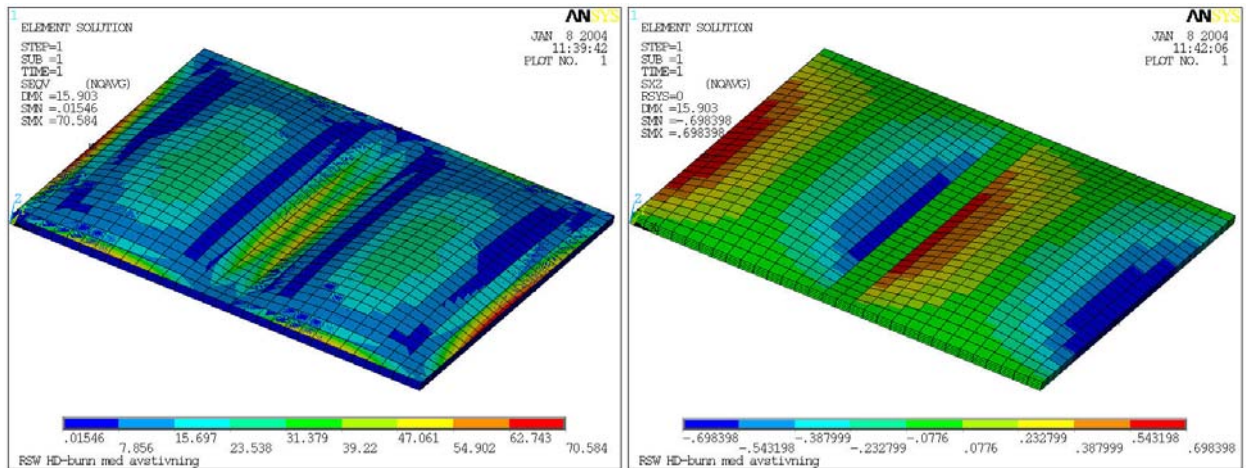 1
ANSYS
ELEMENT SOLUTION
JAN 8 2004
11:39:42
PLOT NO. 1
STEP=1
SUB =1
TIME=1
SEQV (NOAVG)
DMX =15.903
SMN =.01546
SMX =70.584
Z
.01546 15.697 31.379 47.061 62.743
7.856 23.538 39.22 54.902 70.584
RSW HD-bunn med avstivning
1
ANSYS
ELEMENT SOLUTION
JAN 8 2004
11:42:06
PLOT NO. 1
STEP=1
SUB =1
TIME=1
SXZ (NOAVG)
RSYS=0
DMX =15.903
SMN =-.698398
SMX =.698398
Z
-.698398 -.387999 -.0776 .232799 .543198
-.543198 -.232799 .0776 .387999 .698398
RSW HD-bunn med avstivning